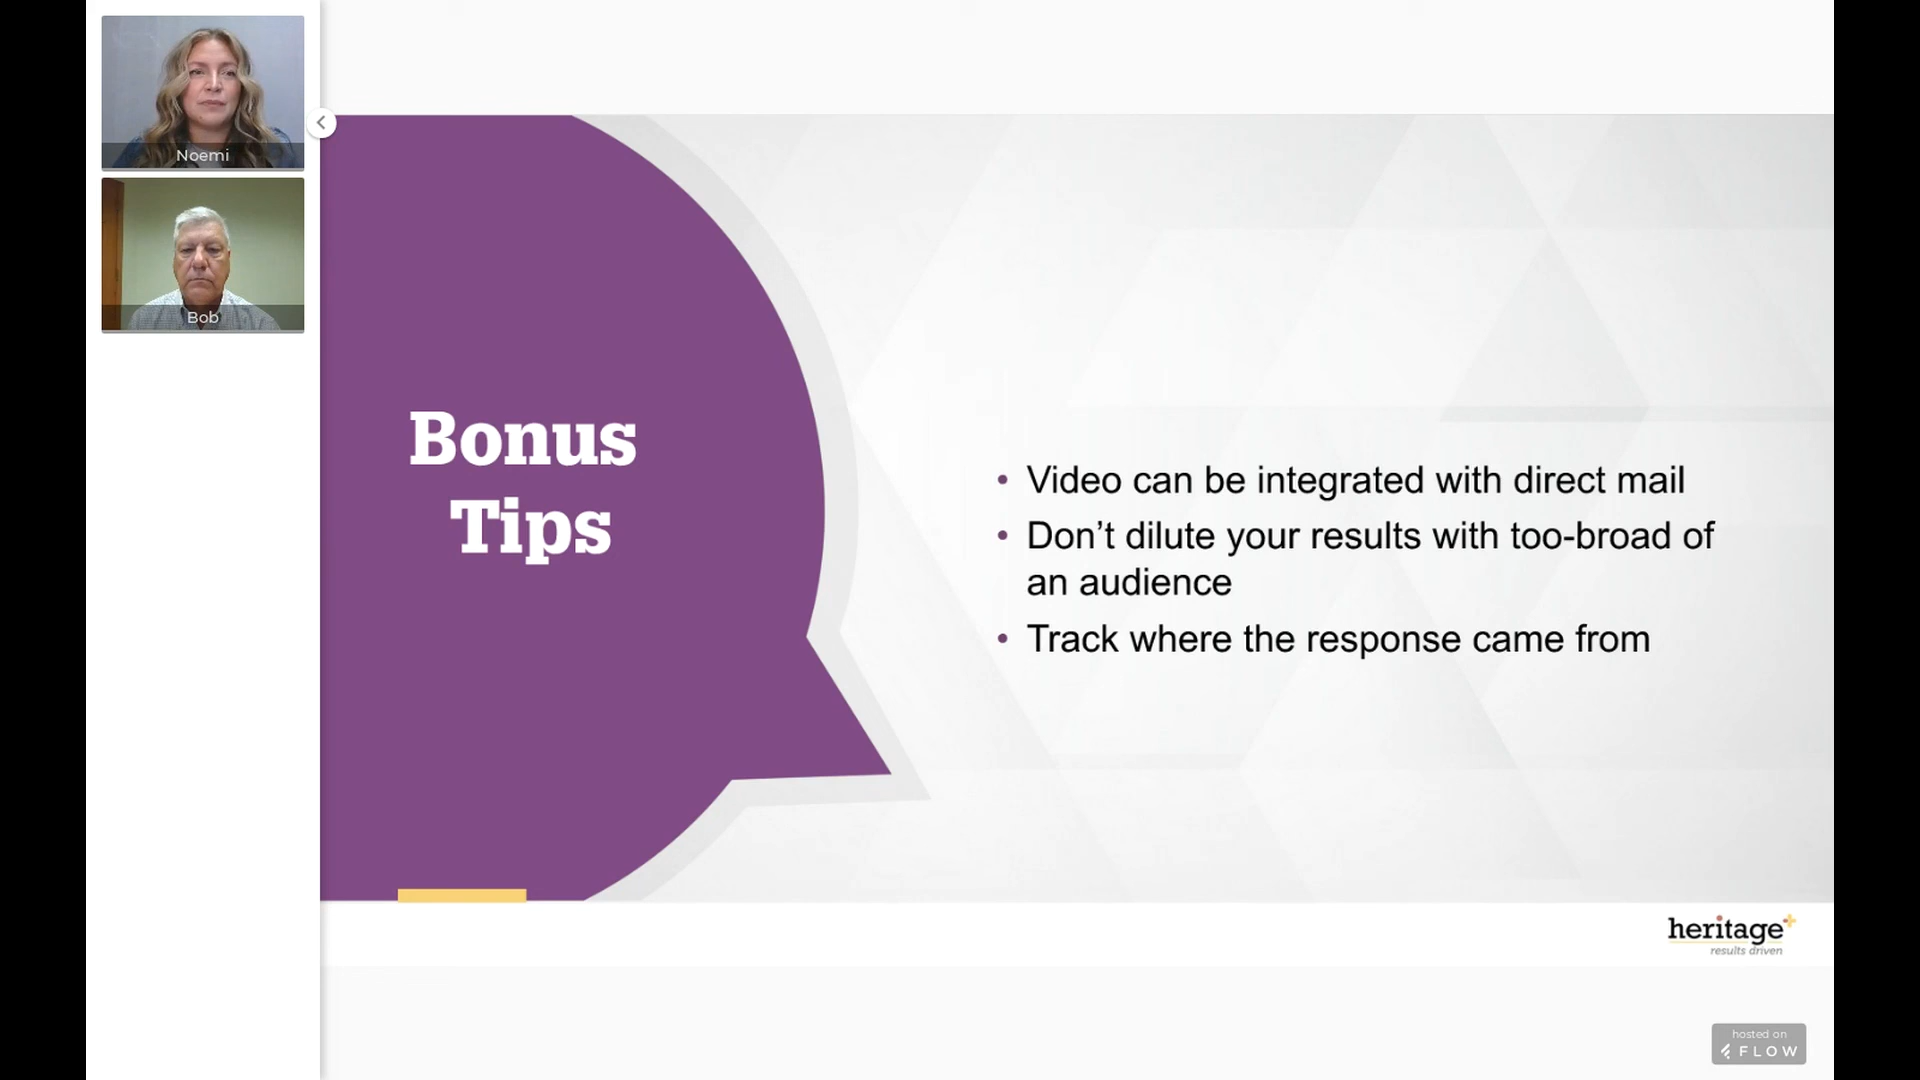 Noemi
Bob
Bonus
Tips
• Video can be integrated with direct mail
• Don’t dilute your results with too-broad of
an audience
• Track where the response came from
heritage+
results driven
hosted on
FLOW